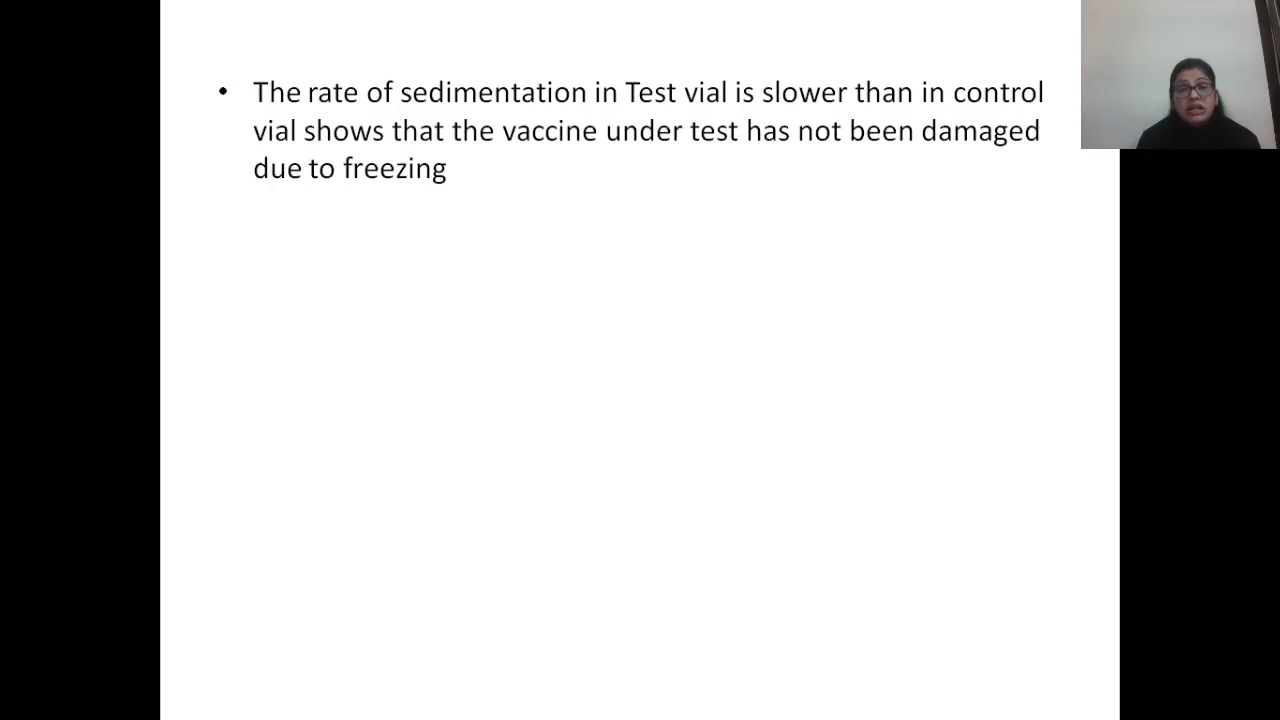 • The rate of sedimentation in Test vial is slower than in control
vial shows that the vaccine under test has not been damaged
due to freezing